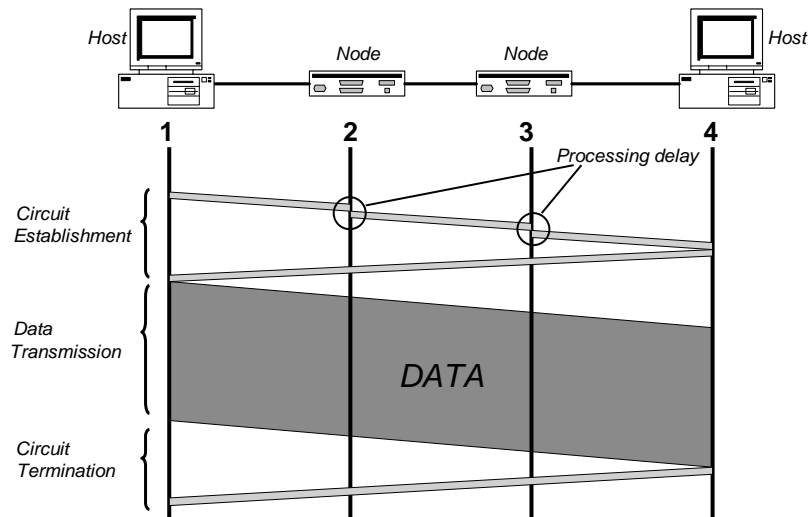 Host
Node
Node
Host
1
2
3
4
Processing delay
Circuit
Establishment
Data
Transmission
DATA
Circuit
Termination